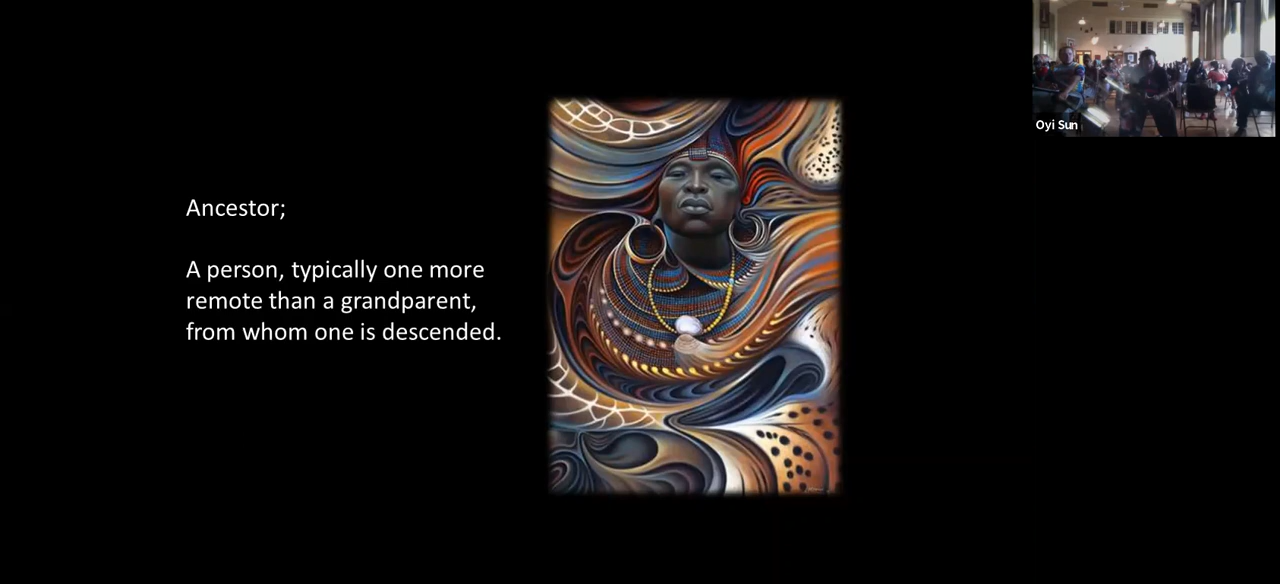 Ancestor;
A person, typically one more
remote than a grandparent,
from whom one is descended.
Oyi Sun